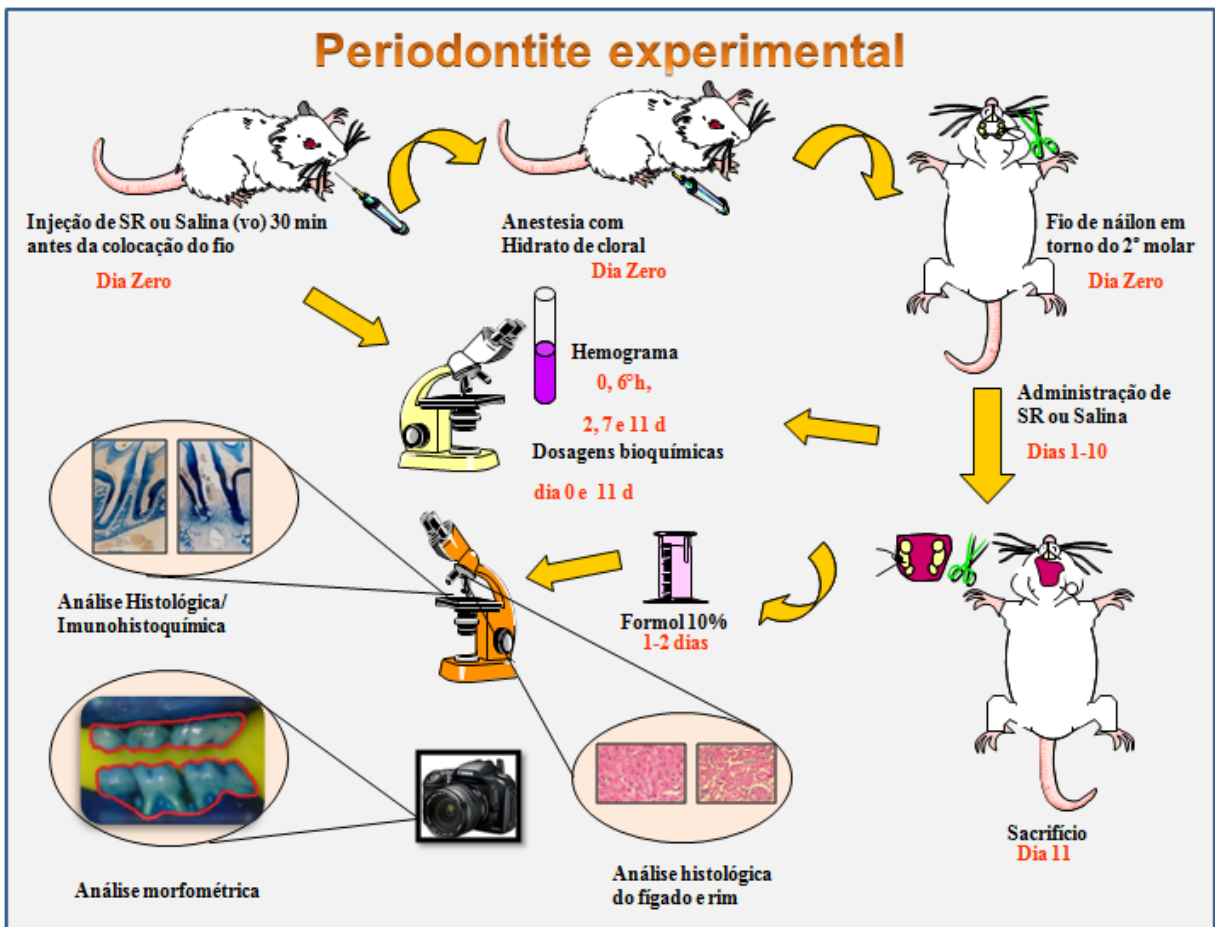 Periodontite experimental
Injeção de SR ou Salina (vo) 30 min
antes da colocação do fio
Dia Zero
Anestesia com
Hidrato de cloral
Dia Zero
Fio de náilon em
torno do 2° molar
Dia Zero
Hemograma
0, 6°h,
2, 7 e 11 d
Dosagens bioquímicas
dia 0 e 11 d
Administração de
SR ou Salina
Dias 1-10
Análise Histológica/
Imunohistoquímica
Formol 10%
1-2 dias
Sacrifício
Dia 11
Análise morfométrica
Análise histológica
do fígado e rim